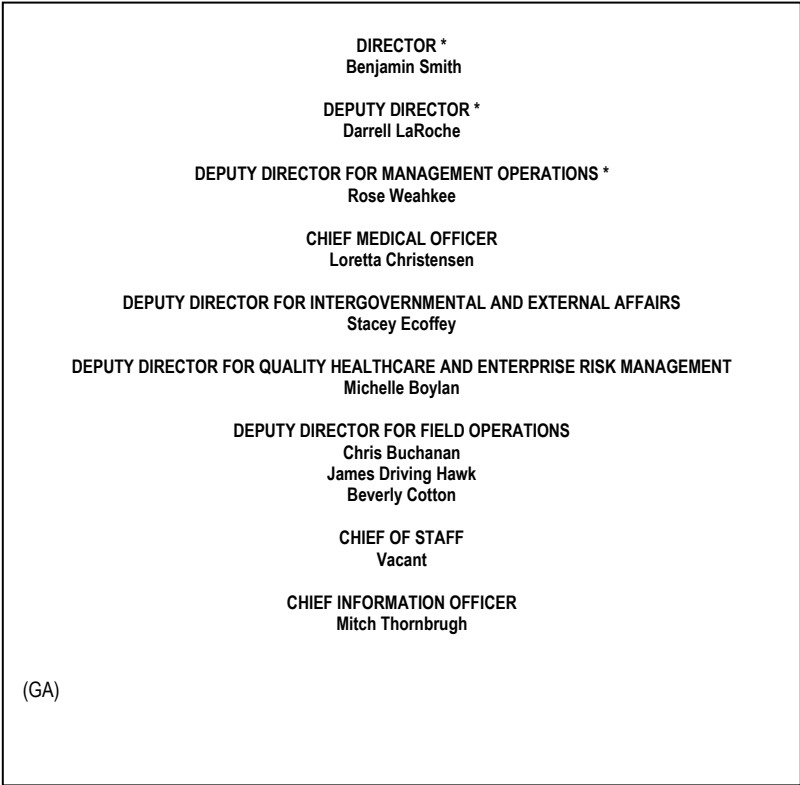 DIRECTOR *
Benjamin Smith
DEPUTY DIRECTOR *
Darrell LaRoche
DEPUTY DIRECTOR FOR MANAGEMENT OPERATIONS *
Rose Weahkee
CHIEF MEDICAL OFFICER
Loretta Christensen
DEPUTY DIRECTOR FOR INTERGOVERNMENTAL AND EXTERNAL AFFAIRS
Stacey Ecoffey
DEPUTY DIRECTOR FOR QUALITY HEALTHCARE AND ENTERPRISE RISK MANAGEMENT
Michelle Boylan
DEPUTY DIRECTOR FOR FIELD OPERATIONS
Chris Buchanan
James Driving Hawk
Beverly Cotton
CHIEF OF STAFF
Vacant
CHIEF INFORMATION OFFICER
Mitch Thornbrugh
(GA)